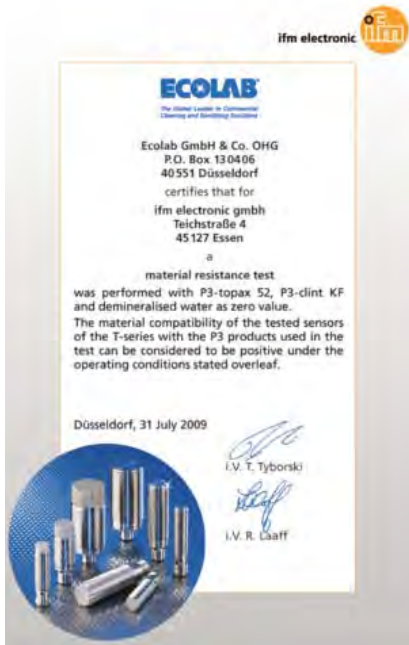 ifm electronic
ifm
ECOLAB
The Global Leader in Commercial
Cleaning and Sanitizing Solutions
Ecolab GmbH & Co. OHG
P.O. Box 130406
40551 Düsseldorf
certifies that for
ifm electronic gmbh
Teichstraße 4
45127 Essen
a
material resistance test
was performed with P3-topax 52, P3-clint KF
and demineralised water as zero value.
The material compatibility of the tested sensors
of the T-series with the P3 products used in the
test can be considered to be positive under the
operating conditions stated overleaf.
Düsseldorf, 31 July 2009
i.V. T. Tyborski
i.V. R. Laaff